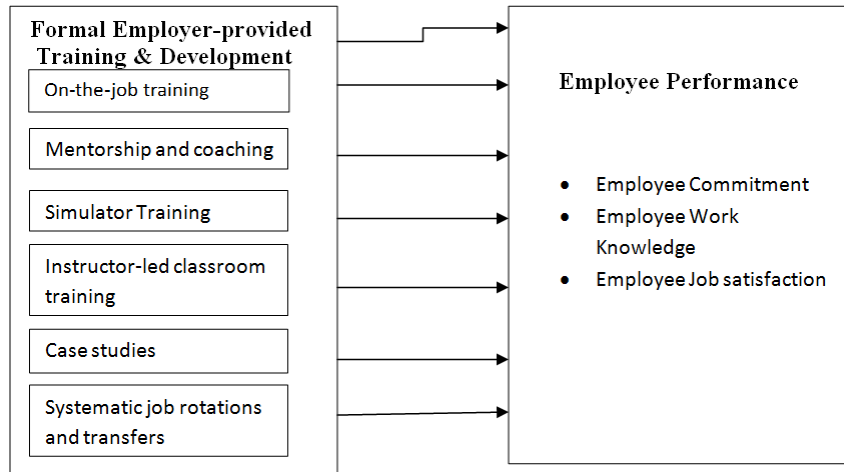 Formal Employer-provided
Training & Development
On-the-job training
Mentorship and coaching
Simulator Training
Instructor-led classroom
training
Case studies
Systematic job rotations
and transfers
Employee Performance
• Employee Commitment
• Employee Work
Knowledge
• Employee Job satisfaction